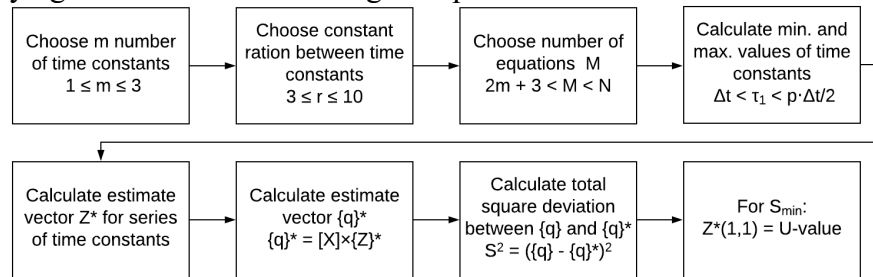 Choose m number
of time constants
1 ≤ m ≤ 3
Choose constant
ration between time
constants
3 ≤ r ≤ 10
Choose number of
equations M
2m + 3 < M < N
Calculate min. and
max. values of time
constants
Δt < τ₁ < p·Δt/2
Calculate estimate
vector Z* for series
of time constants
Calculate estimate
vector {q}*
{q}* = [X]×{Z}*
Calculate total
square deviation
between {q} and {q}*
S² = ({q} - {q}*)²
For Sₘᵢₙ:
Z*(1,1) = U-value